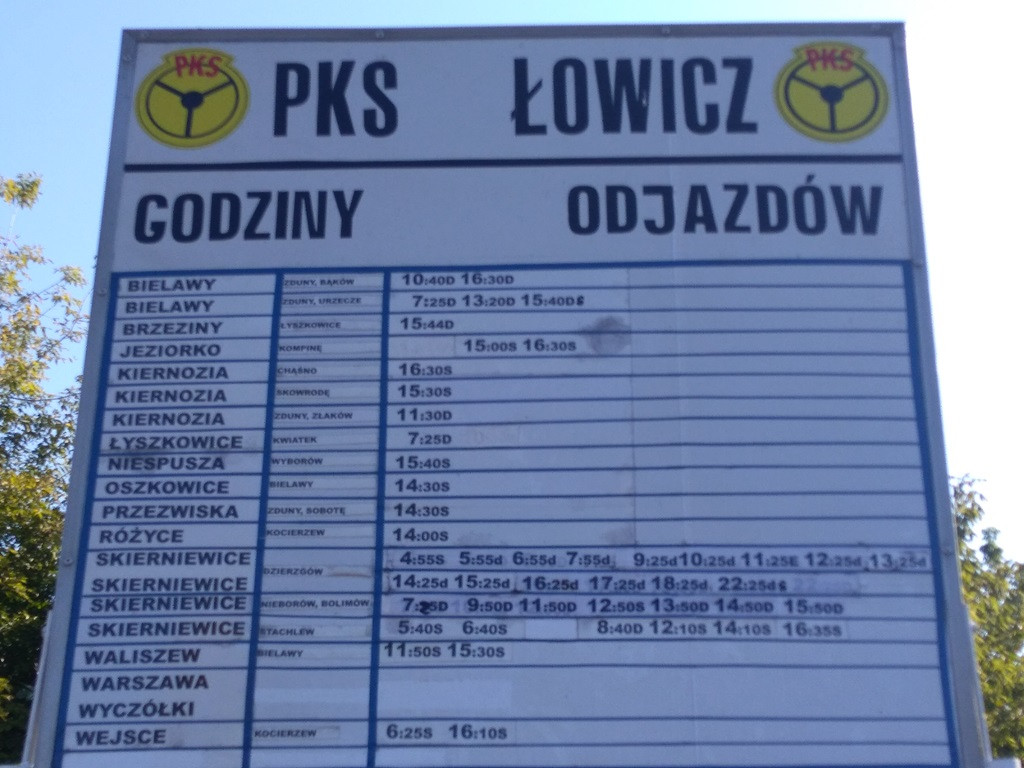 PKS PKS ŁOWICZ PKS
GODZINY ODJAZDÓW
BIELAWY ZDUNY, BĄKÓW 10:40D 16:30D
BIELAWY ZDUNY, URZECZE 7:25D 13:20D 15:40D
BRZEZINY ŁYSZKOWICE 15:44D
JEZIORKO KOMPINĘ 15:00S 16:30S
KIERNOZIA CHĄŚNO 16:30S
KIERNOZIA SKOWRODĘ 15:30S
KIERNOZIA ZDUNY, ZŁAKÓW 11:30D
ŁYSZKOWICE KWIATEK 7:25D
NIESPUSZA WYBORÓW 15:40S
OSZKOWICE BIELAWY 14:30S
PRZEZWISKA ZDUNY, SOBOTĘ 14:30S
RÓŻYCE KOCIERZEW 14:00S
SKIERNIEWICE DZIERZGÓW 4:55S 5:55d 6:55d 7:55d 9:25d 10:25d 11:25E 12:25d 13:25d
SKIERNIEWICE 14:25d 15:25d 16:25d 17:25d 18:25d 22:25d
SKIERNIEWICE NIEBORÓW, BOLIMÓW 9:50D 11:50D 12:50S 13:50D 14:50D 15:50D
SKIERNIEWICE STACHLEW 5:40S 6:40S 8:40D 12:10S 14:10S 16:35S
WALISZEW BIELAWY 11:50S 15:30S
WARSZAWA
WYCZÓŁKI
WEJSCE KOCIERZEW 6:25S 16:10S